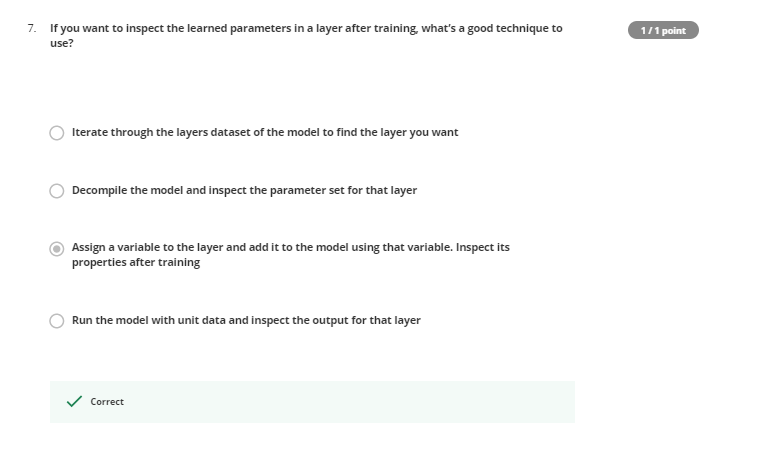 7. If you want to inspect the learned parameters in a layer after training, what's a good technique to
use?
1 / 1 point
Iterate through the layers dataset of the model to find the layer you want
Decompile the model and inspect the parameter set for that layer
Assign a variable to the layer and add it to the model using that variable. Inspect its
properties after training
Run the model with unit data and inspect the output for that layer
Correct